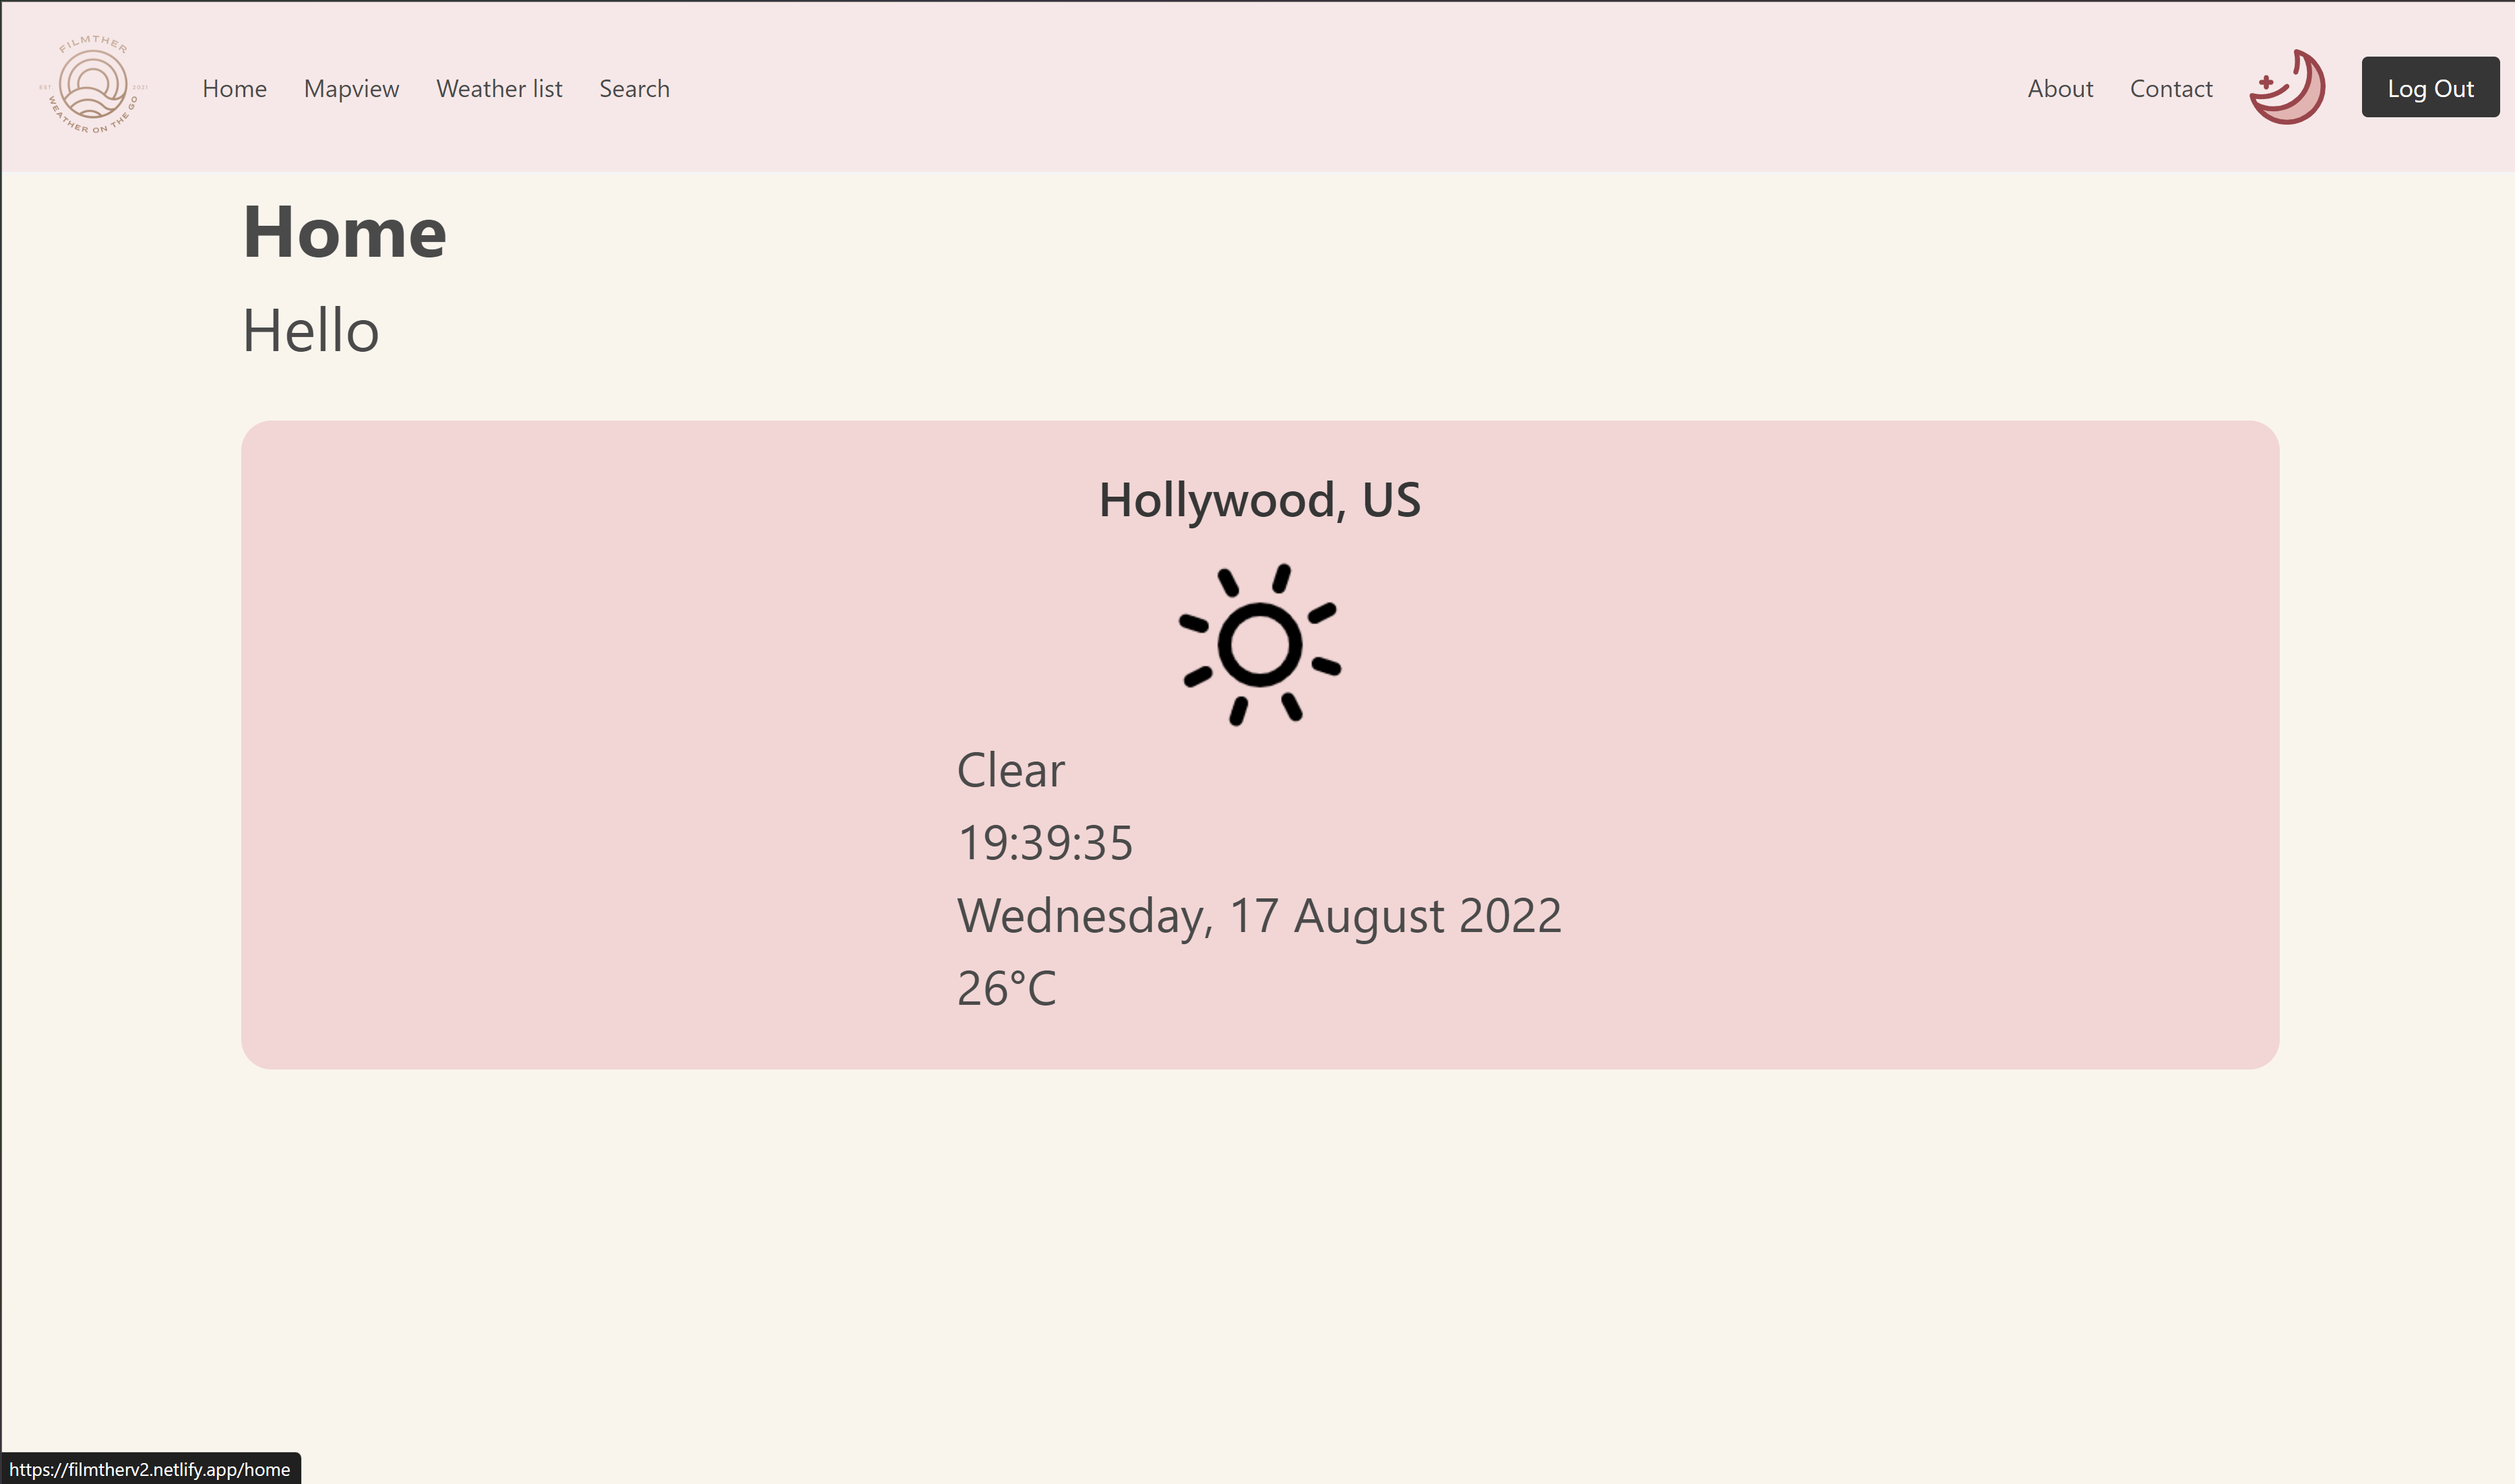 FILMTHER
EST. 2021
WEATHER ON THE GO
Home Mapview Weather list Search About Contact Log Out
Home
Hello
Hollywood, US
Clear
19:39:35
Wednesday, 17 August 2022
26°C
https://filmtherv2.netlify.app/home